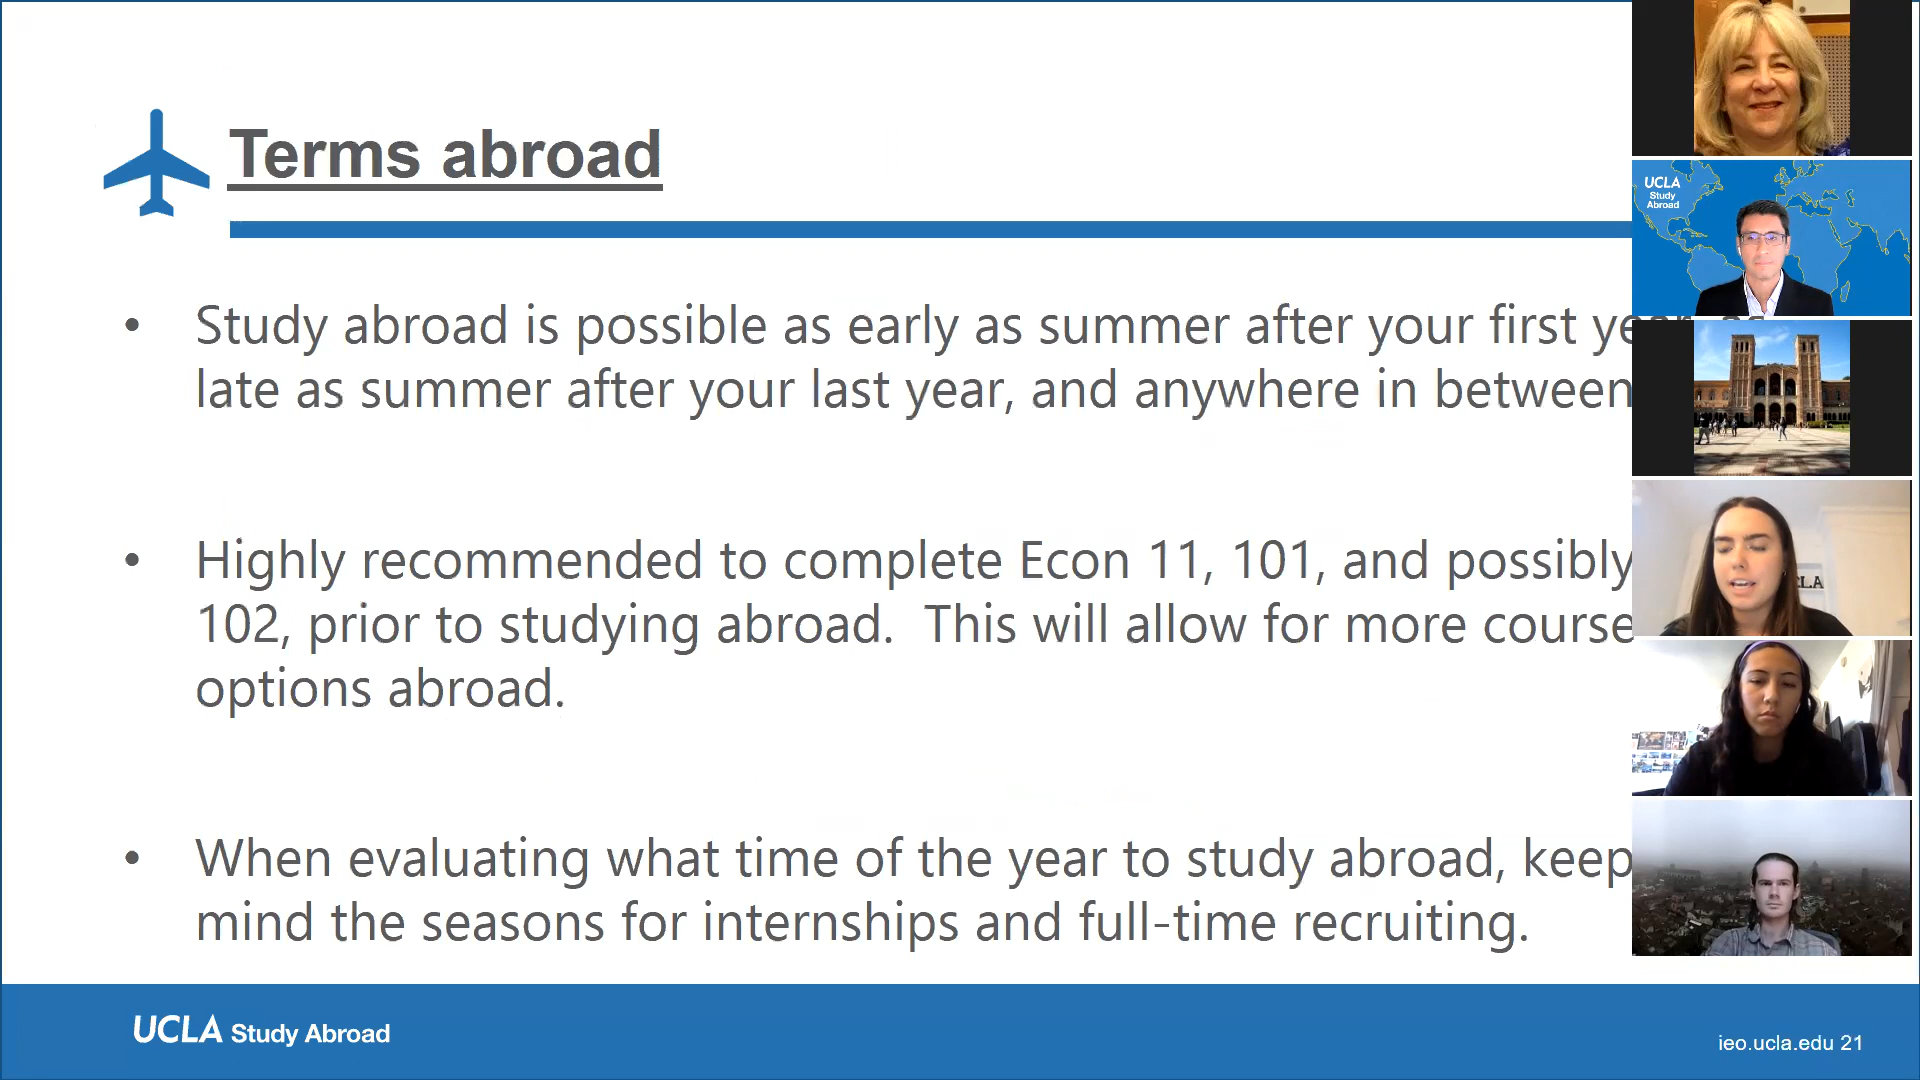 Terms abroad
• Study abroad is possible as early as summer after your first
late as summer after your last year, and anywhere in between
• Highly recommended to complete Econ 11, 101, and possibly
102, prior to studying abroad.  This will allow for more course
options abroad.
• When evaluating what time of the year to study abroad, keep
mind the seasons for internships and full-time recruiting.
UCLA Study Abroad
ieo.ucla.edu 21
UCLA
Study
Abroad
CLA